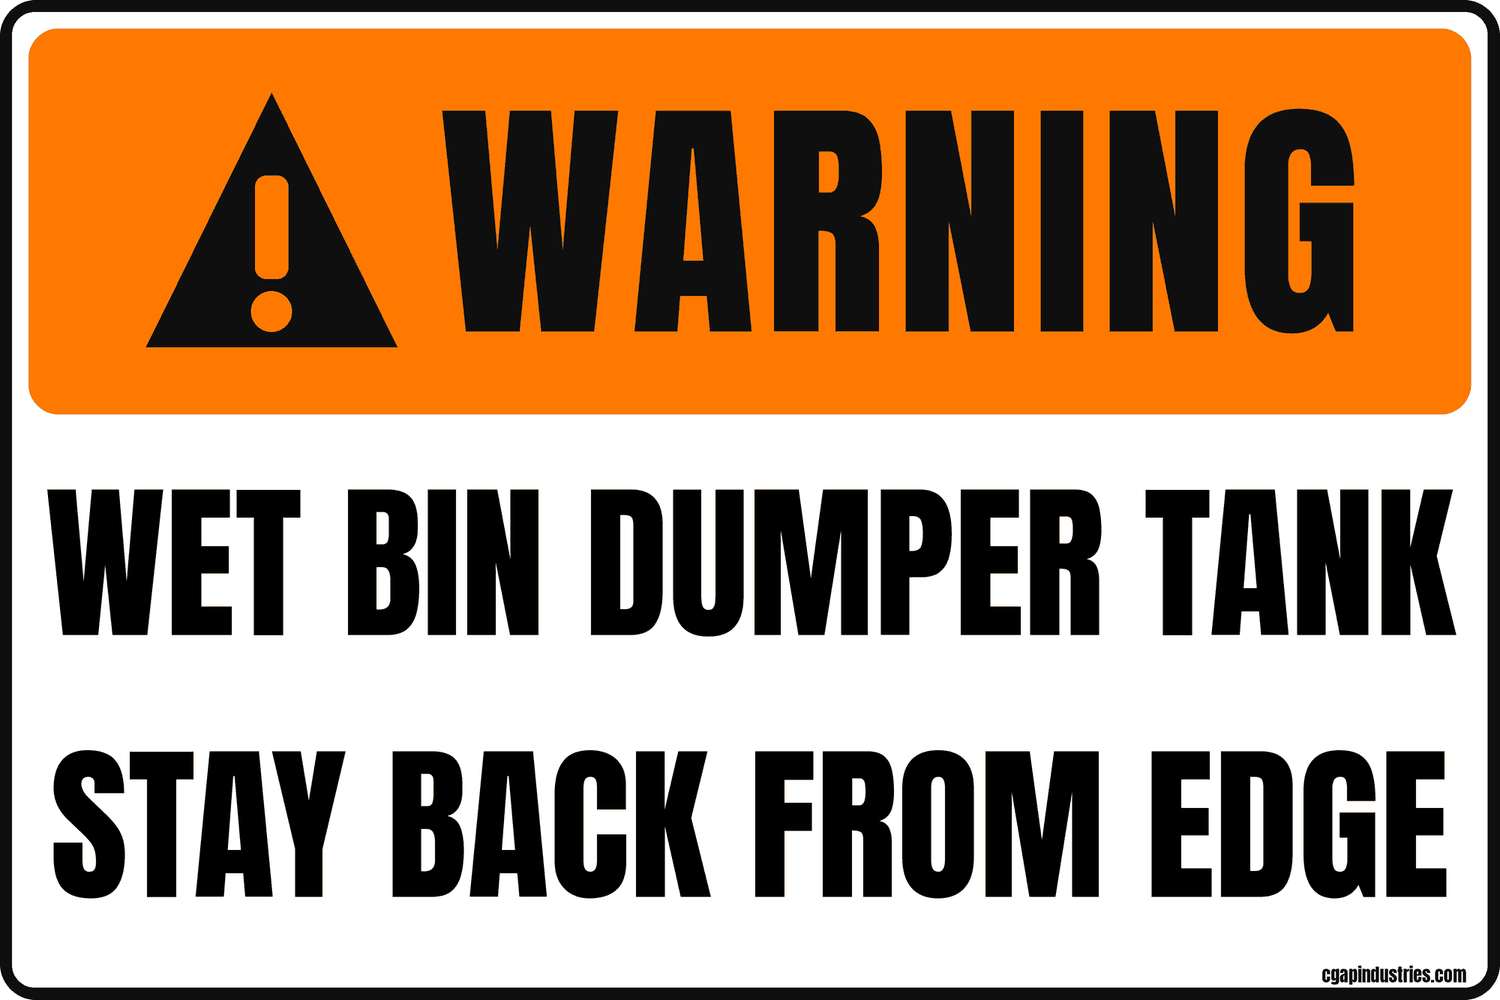 WARNING
WET BIN DUMPER TANK
STAY BACK FROM EDGE
cgapindustries.com